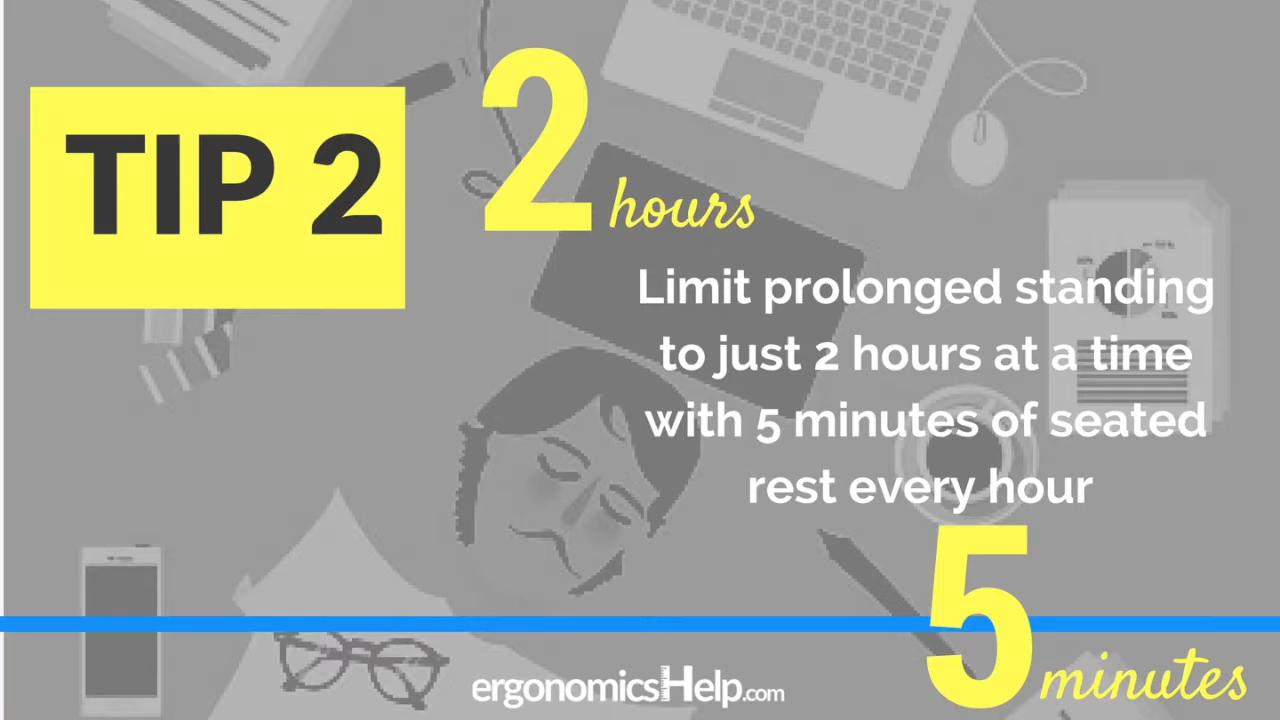 TIP 2
2 hours
Limit prolonged standing
to just 2 hours at a time
with 5 minutes of seated
rest every hour
5 minutes
ergonomicsHelp.com